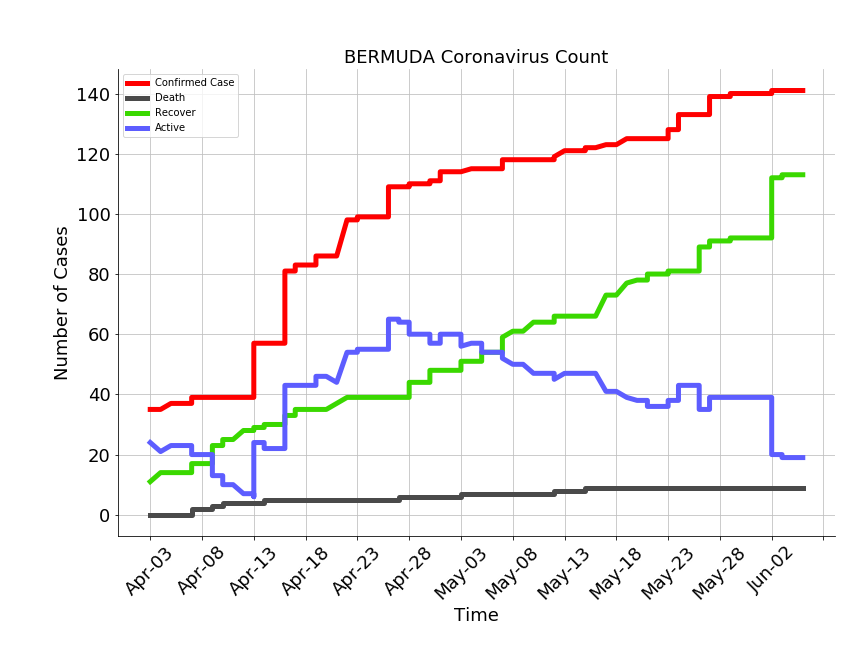 BERMUDA Coronavirus Count
Confirmed Case
Death
Recover
Active
Number of Cases
140
120
100
80
60
40
20
0
Apr-03
Apr-08
Apr-13
Apr-18
Apr-23
Apr-28
May-03
May-08
May-13
May-18
May-23
May-28
Jun-02
Time